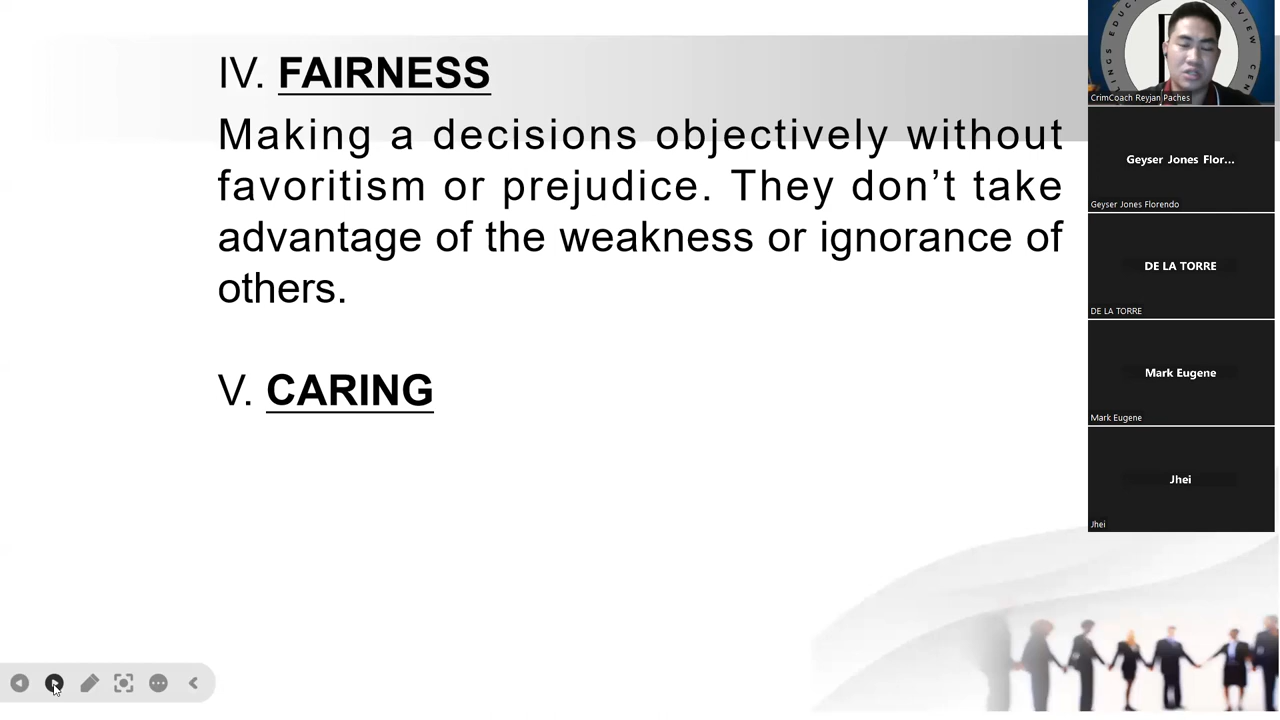 IV. FAIRNESS
Making a decisions objectively without
favoritism or prejudice. They don’t take
advantage of the weakness or ignorance of
others.
V. CARING
CrimCoach Reyjan Paches
Geyser Jones Flor...
Geyser Jones Florendo
DE LA TORRE
DE LA TORRE
Mark Eugene
Mark Eugene
Jhei
Jhei